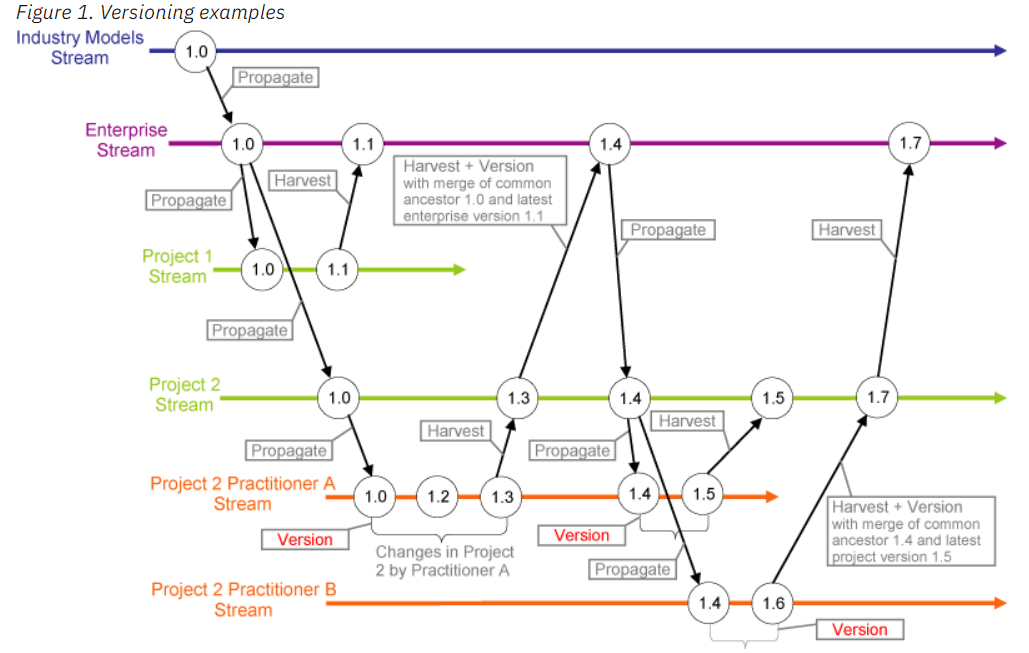 Figure 1. Versioning examples
Industry Models
Stream
1.0
Propagate
Enterprise
Stream
1.0
1.1
1.4
1.7
Harvest + Version
with merge of common
ancestor 1.0 and latest
enterprise version 1.1
Propagate
Harvest
Propagate
Harvest
Project 1
Stream
1.0
1.1
Propagate
Project 2
Stream
1.0
1.3
1.4
1.5
1.7
Propagate
Harvest
Propagate
Harvest
Project 2 Practitioner A
Stream
1.0
1.2
1.3
1.4
1.5
Version
Changes in Project
2 by Practitioner A
Version
Propagate
Harvest + Version
with merge of common
ancestor 1.4 and latest
project version 1.5
Project 2 Practitioner B
Stream
1.4
1.6
Version